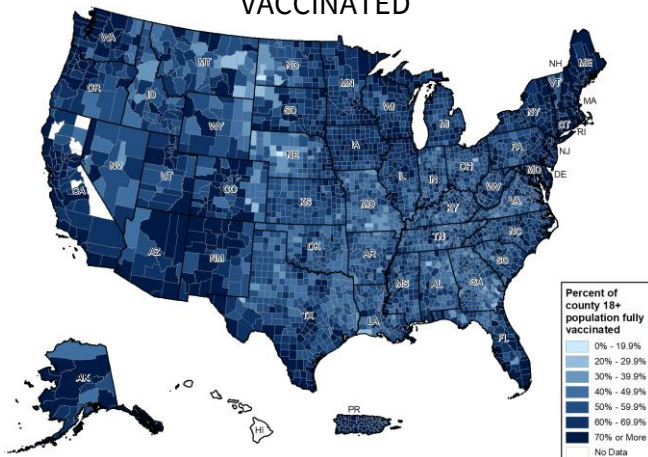 VACCINATED
WA
OR
CA
NV
ID
MT
WY
UT
AZ
CO
NM
ND
SD
NE
KS
OK
TX
MN
IA
MO
AR
LA
WI
IL
MI
IN
OH
KY
TN
MS
AL
GA
FL
SC
NC
VA
WV
PA
NY
NH
VT
ME
MA
CT
RI
NJ
DE
MD
AK
HI
PR
Percent of
county 18+
population fully
vaccinated
0% - 19.9%
20% - 29.9%
30% - 39.9%
40% - 49.9%
50% - 59.9%
60% - 69.9%
70% or More
No Data